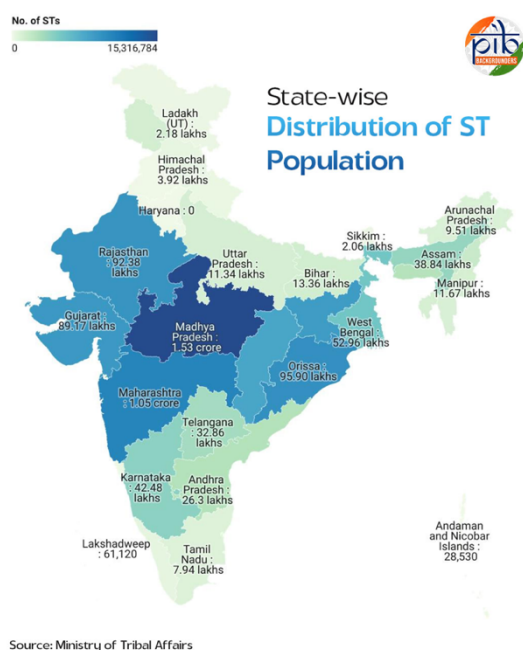 No. of STs
0
15,316,784
pib
BACKGROUNDERS
State-wise
Distribution of ST
Population
Ladakh
(UT) :
2.18 lakhs
Himachal
Pradesh :
3.92 lakhs
Haryana : 0
Rajasthan
: 92.38
lakhs
Uttar
Pradesh :
11.34 lakhs
Bihar :
13.36 lakhs
Sikkim :
2.06 lakhs
Arunachal
Pradesh :
9.51 lakhs
Assam :
38.84 lakhs
Manipur :
11.67 lakhs
Gujarat :
89.17 lakhs
Madhya
Pradesh :
1.53 crore
West
Bengal :
52.96 lakhs
Orissa :
95.90 lakhs
Maharashtra
: 1.05 crore
Telangana
: 32.86
lakhs
Karnataka
: 42.48
lakhs
Andhra
Pradesh :
26.3 lakhs
Lakshadweep
: 61,120
Tamil
Nadu :
7.94 lakhs
Andaman
and Nicobar
Islands :
28,530
Source: Ministry of Tribal Affairs